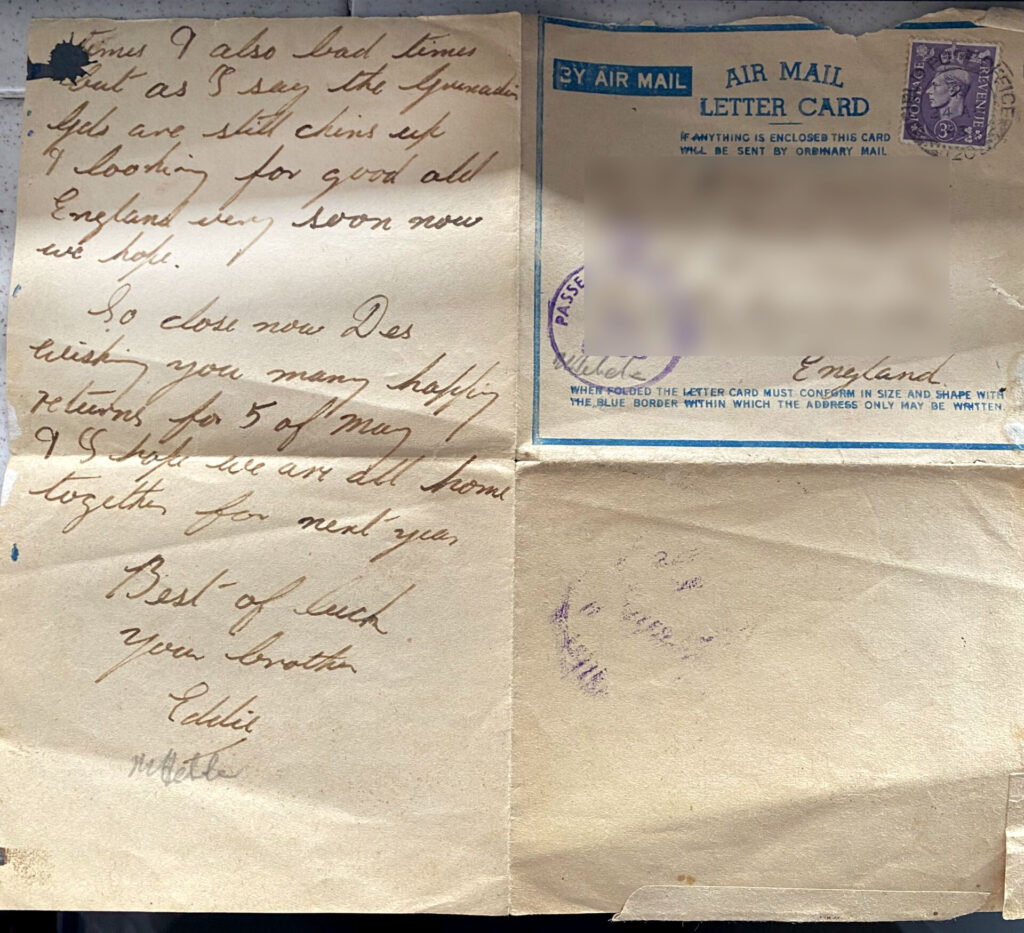 times & also bad times
but as I say the Grenadier
Gds are still chins up
& looking for good old
England very soon now
we hope.
So close now Des
wishing you many happy
returns for 5 of May
& I hope we are all home
together for next year
Best of luck
your brother
Eddie
BY AIR MAIL
AIR MAIL
LETTER CARD
IF ANYTHING IS ENCLOSED THIS CARD
WILL BE SENT BY ORDINARY MAIL
POSTAGE
REVENUE
3D
PASSE
England.
WHEN FOLDED THE LETTER CARD MUST CONFORM IN SIZE AND SHAPE WITH
THE BLUE BORDER WITHIN WHICH THE ADDRESS ONLY MAY BE WRITTEN.